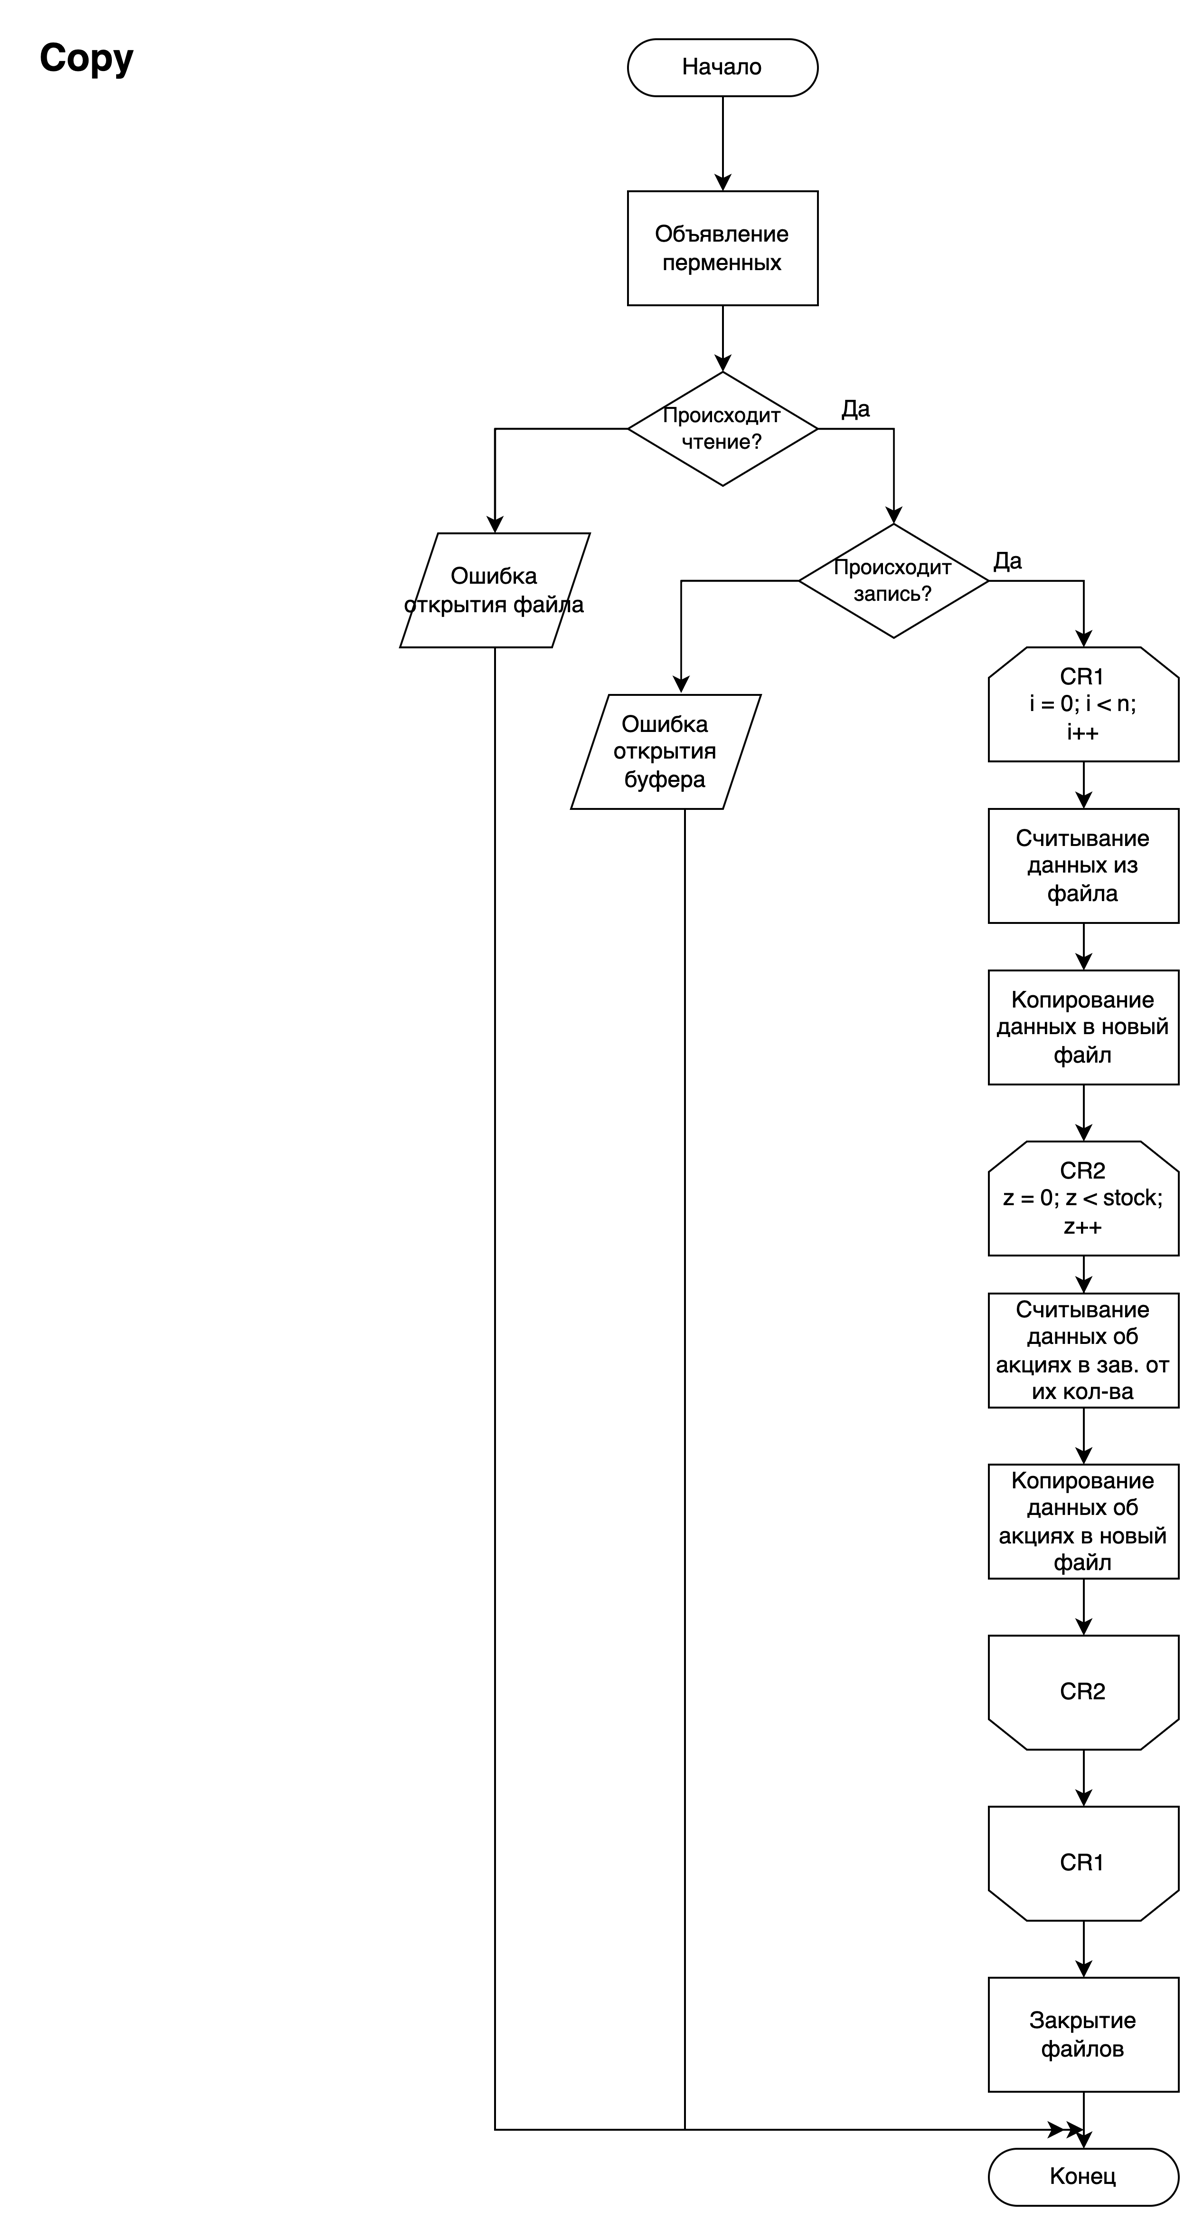 Copy
Начало
Объявление
перменных
Происходит
чтение?
Да
Ошибка
открытия файла
Происходит
запись?
Да
Ошибка
открытия
буфера
CR1
i = 0; i < n;
i++
Считывание
данных из
файла
Копирование
данных в новый
файл
CR2
z = 0; z < stock;
z++
Считывание
данных об
акциях в зав. от
их кол-ва
Копирование
данных об
акциях в новый
файл
CR2
CR1
Закрытие
файлов
Конец